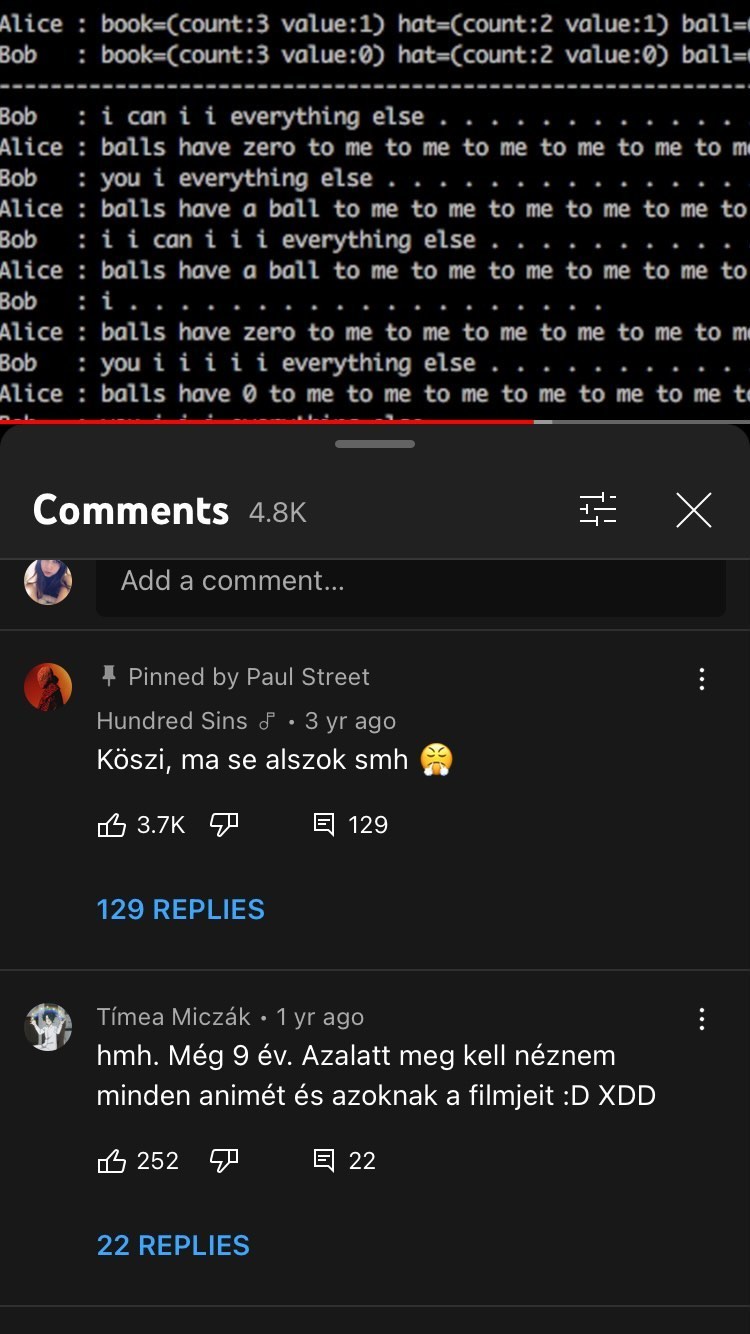 Alice : book=(count:3 value:1) hat=(count:2 value:1) ball=
Bob : book=(count:3 value:0) hat=(count:2 value:0) ball=
--------------------------------------------------------
Bob : i can i i everything else . . . . . . . . . . . .
Alice : balls have zero to me to me to me to me to me to m
Bob : you i everything else . . . . . . . . . . . . . .
Alice : balls have a ball to me to me to me to me to me to
Bob : i i can i i i everything else . . . . . . . . . .
Alice : balls have a ball to me to me to me to me to me to
Bob : i . . . . . . . . . . . . . . . . . . .
Alice : balls have zero to me to me to me to me to me to m
Bob : you i i i i i everything else . . . . . . . . . .
Alice : balls have 0 to me to me to me to me to me to me t
Comments 4.8K
Add a comment...
Pinned by Paul Street
Hundred Sins • 3 yr ago
Köszi, ma se alszok smh 😤
3.7K 129
129 REPLIES
Tímea Miczák • 1 yr ago
hmh. Még 9 év. Azalatt meg kell néznem
minden animét és azoknak a filmjeit :D XDD
252 22
22 REPLIES